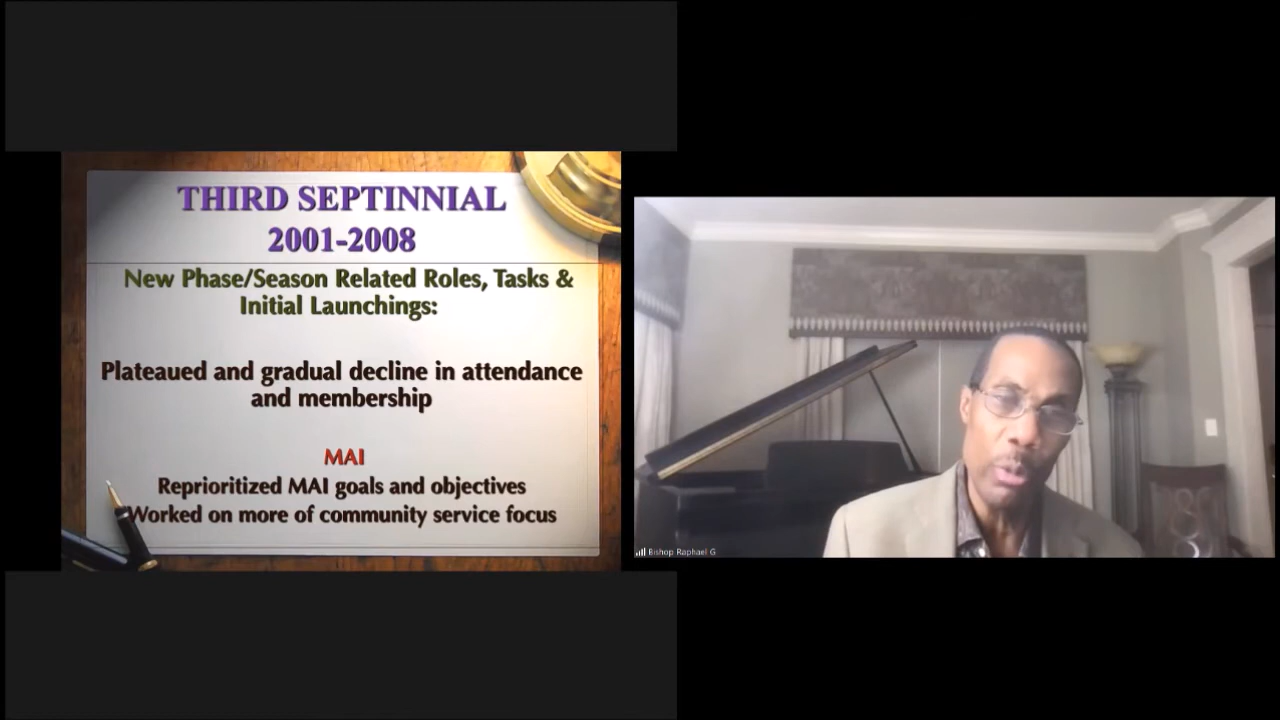 THIRD SEPTINNIAL
2001-2008
New Phase/Season Related Roles, Tasks &
Initial Launchings:
Plateaued and gradual decline in attendance
and membership
MAI
Reprioritized MAI goals and objectives
Worked on more of community service focus
Bishop Raphael G